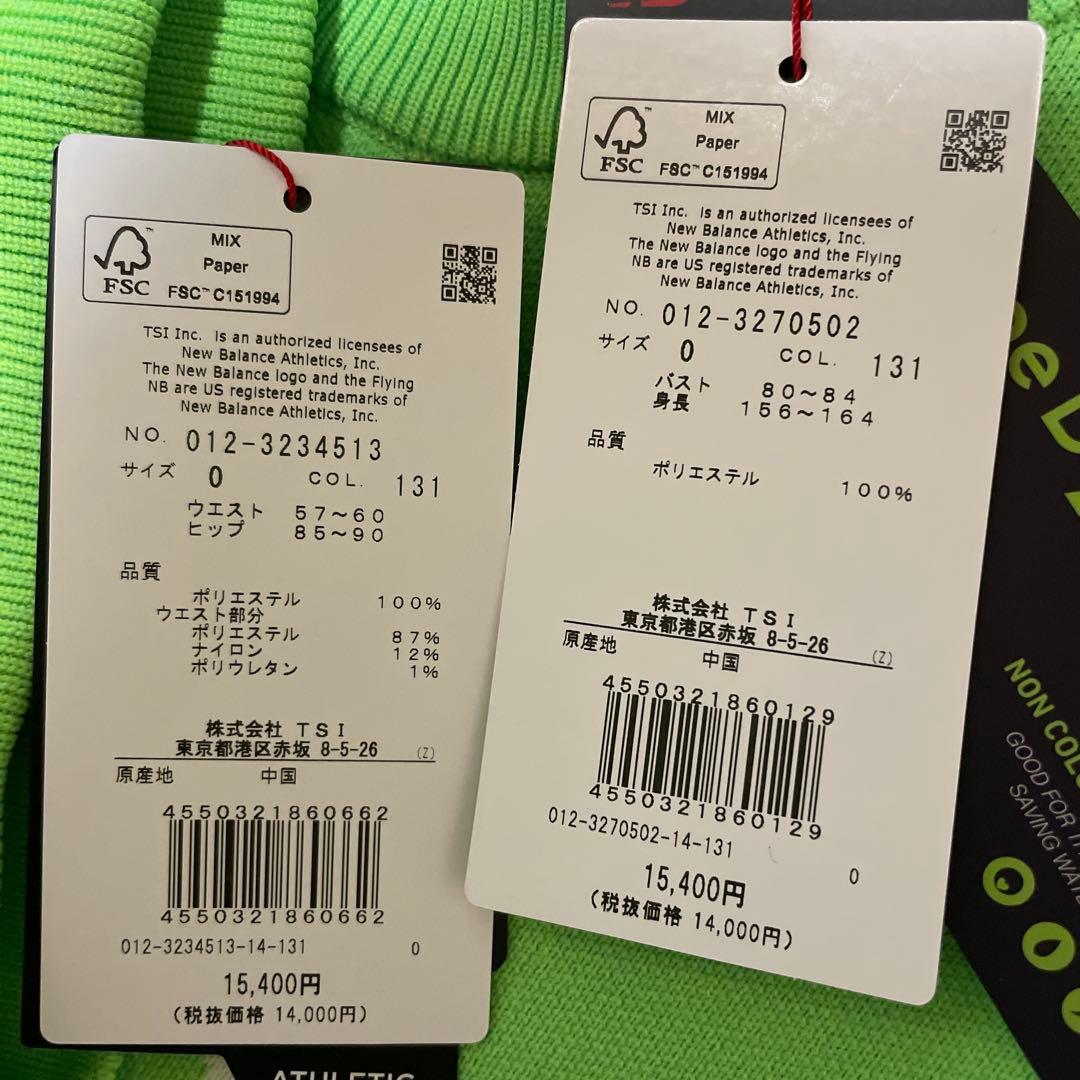 MIX
Paper
FSC™ C151994
FSC
TSI Inc. is an authorized licensees of
New Balance Athletics, Inc.
The New Balance logo and the Flying
NB are US registered trademarks of
New Balance Athletics, Inc.
NO. 012-3234513
サイズ 0 COL. 131
ウエスト 57〜60
ヒップ 85〜90
品質
ポリエステル 100%
ウエスト部分
ポリエステル 87%
ナイロン 12%
ポリウレタン 1%
株式会社 TSI
東京都港区赤坂 8-5-26 (Z)
原産地 中国
4550321860662
4550321860662
012-3234513-14-131 0
15,400円
(税抜価格 14,000円)
ATHLETIC
MIX
Paper
FSC™ C151994
FSC
TSI Inc. is an authorized licensees of
New Balance Athletics, Inc.
The New Balance logo and the Flying
NB are US registered trademarks of
New Balance Athletics, Inc.
NO. 012-3270502
サイズ 0 COL. 131
バスト 80〜84
身長 156〜164
品質
ポリエステル 100%
株式会社 TSI
東京都港区赤坂 8-5-26 (Z)
原産地 中国
4550321860129
4550321860129
012-3270502-14-131 0
15,400円
(税抜価格 14,000円)
NON
GOOD FOR
SAVING